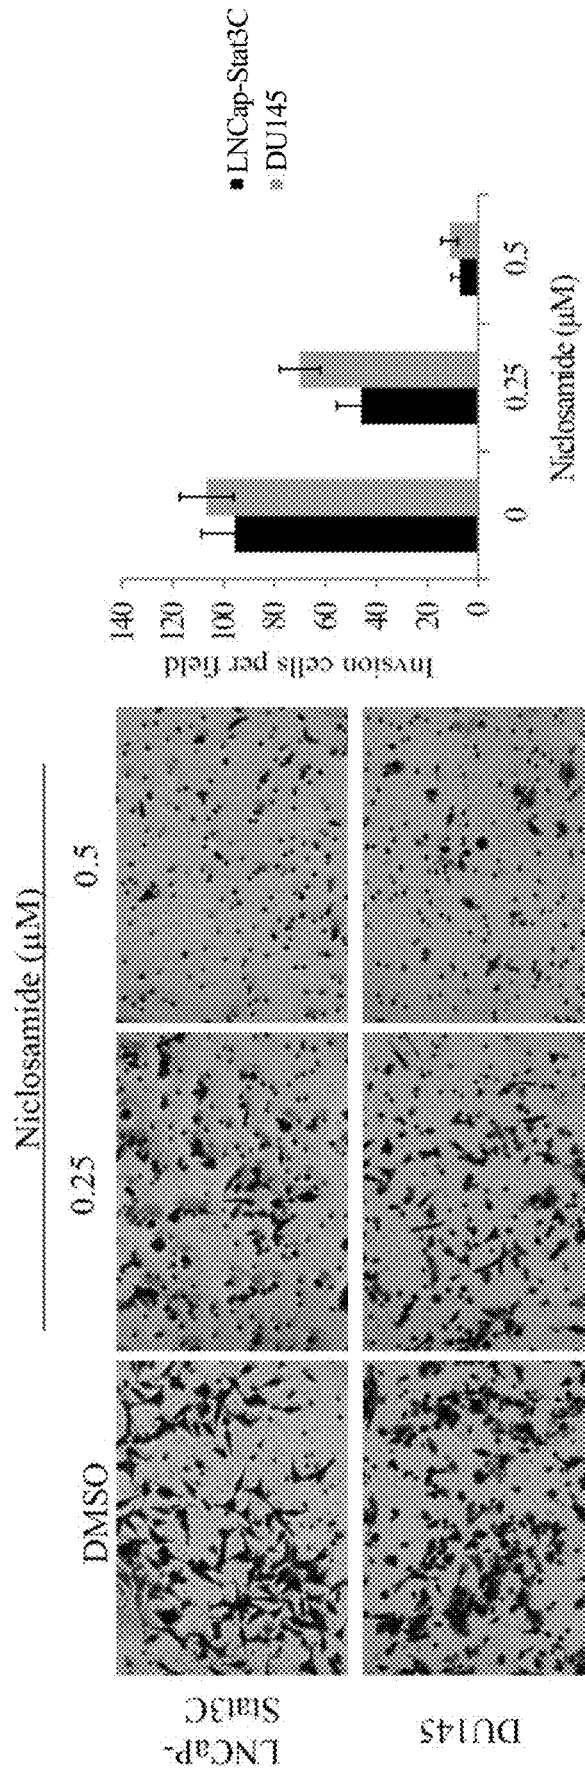 Niclosamide (µM)
DMSO
0.25
0.5
LNCaP-
Stat3C
DU145
Invsion cells per field
140
120
100
80
60
40
20
0
0
0.25
0.5
Niclosamide (µM)
LNCap-Stat3C
DU145